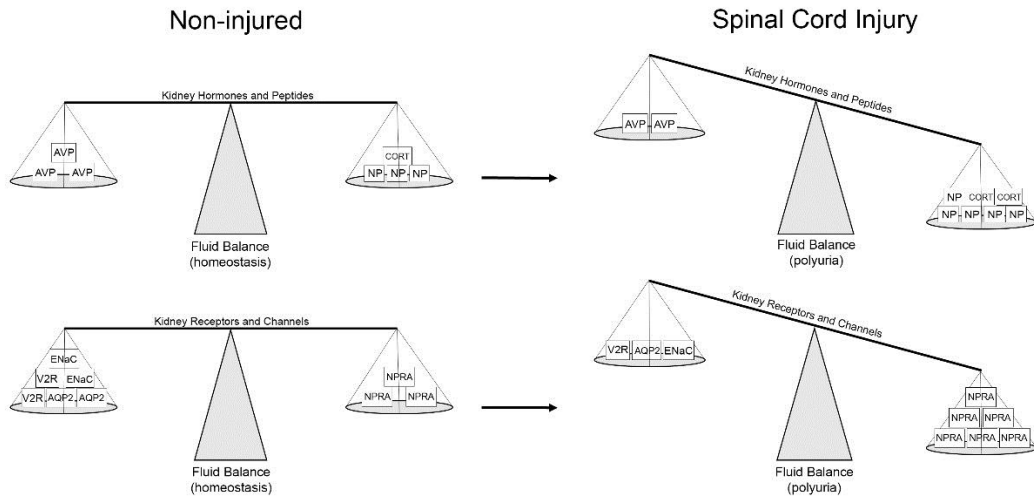 Non-injured
Spinal Cord Injury
Kidney Hormones and Peptides
AVP
AVP AVP
CORT
NP NP NP
Fluid Balance
(homeostasis)
Kidney Hormones and Peptides
AVP AVP
NP CORT CORT
NP NP NP NP
Fluid Balance
(polyuria)
Kidney Receptors and Channels
ENaC
V2R ENaC
V2R AQP2 AQP2
NPRA
NPRA NPRA
Fluid Balance
(homeostasis)
Kidney Receptors and Channels
V2R AQP2 ENaC
NPRA
NPRA NPRA
NPRA NPRA NPRA
Fluid Balance
(polyuria)